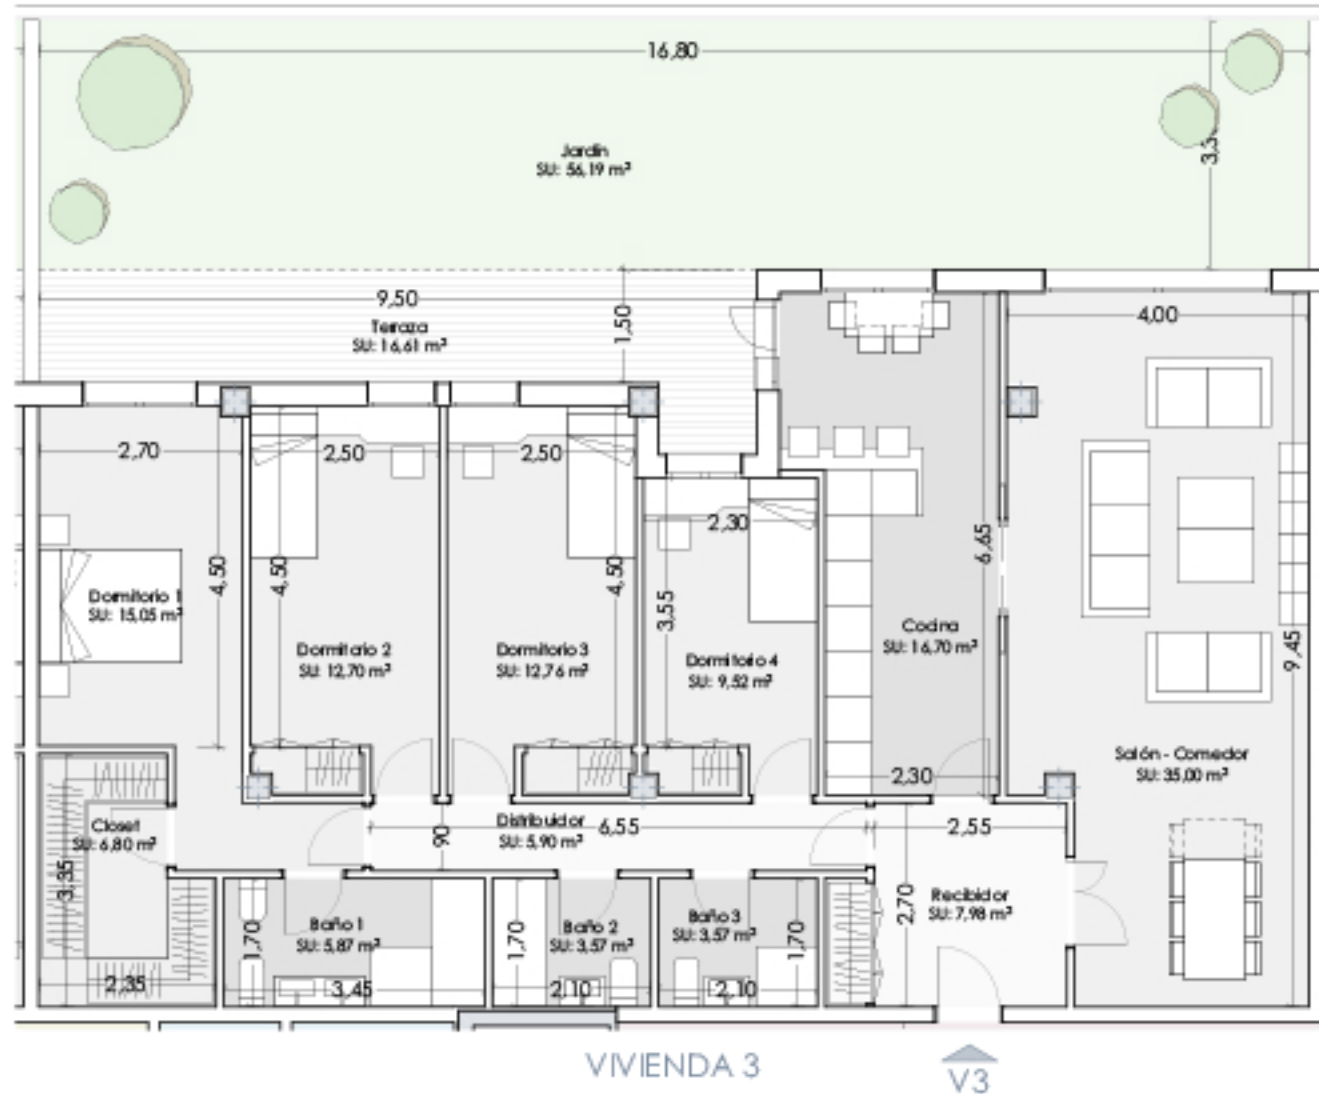 16,80
Jardín
SU: 56,19 m²
9,50
Terraza
SU: 16,61 m²
1,50
4,00
2,70
2,50
2,50
2,30
4,50
4,50
4,50
3,55
6,65
9,45
Dormitorio 1
SU: 15,05 m²
Dormitorio 2
SU: 12,70 m²
Dormitorio 3
SU: 12,76 m²
Dormitorio 4
SU: 9,52 m²
Cocina
SU: 16,70 m²
Salón - Comedor
SU: 35,00 m²
2,30
Closet
SU: 6,80 m²
3,35
2,35
90
Distribuidor
SU: 5,90 m²
6,55
2,55
Baño 1
SU: 5,87 m²
1,70
3,45
Baño 2
SU: 3,57 m²
1,70
2,10
Baño 3
SU: 3,57 m²
1,70
2,10
Recibidor
SU: 7,98 m²
2,70
VIVIENDA 3
V3